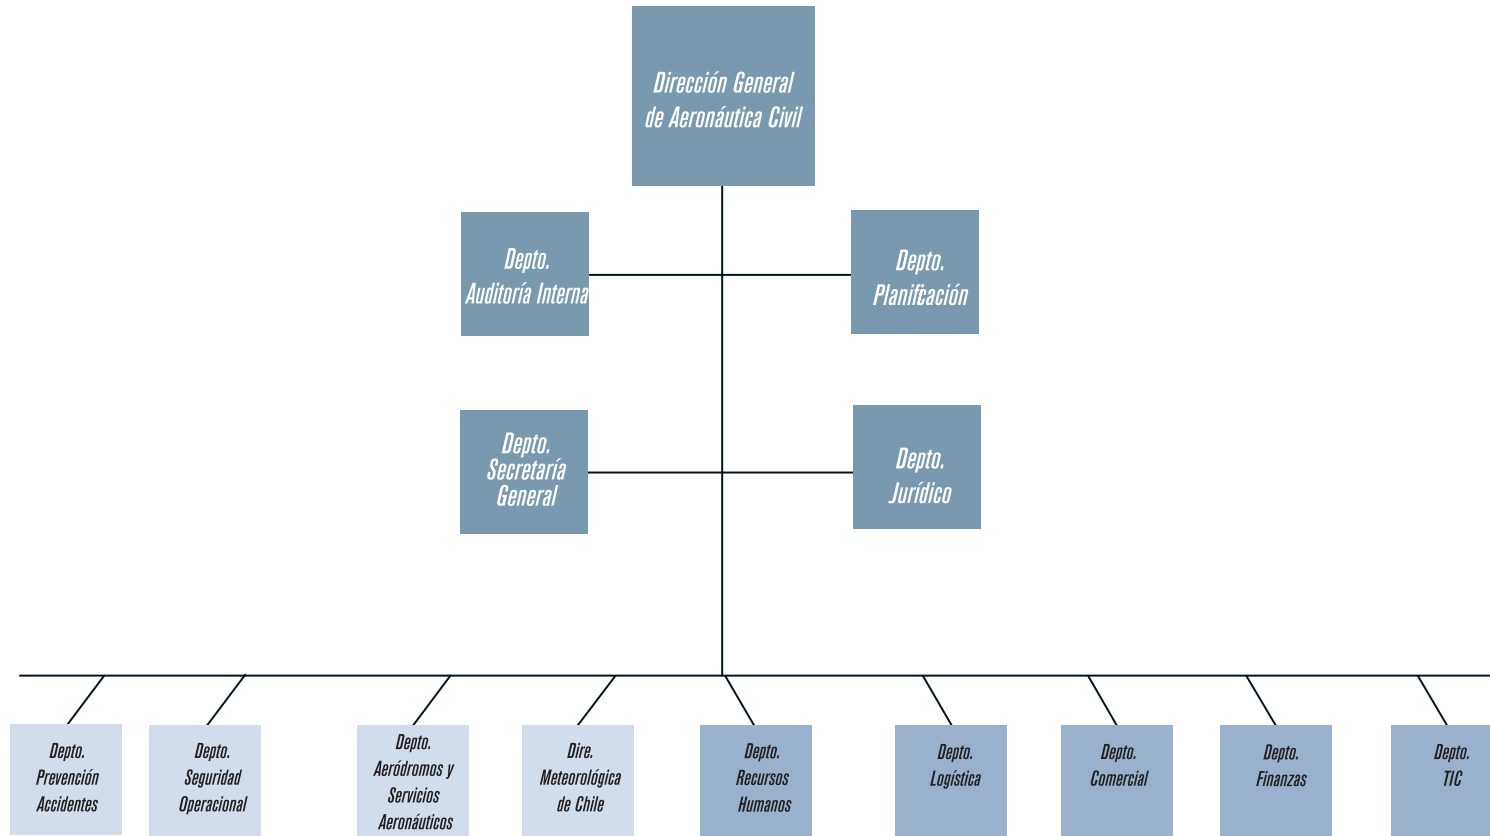 Dirección General
de Aeronáutica Civil
Depto.
Auditoría Interna
Depto.
Planificación
Depto.
Secretaría
General
Depto.
Jurídico
Depto.
Prevención
Accidentes
Depto.
Seguridad
Operacional
Depto.
Aeródromos y
Servicios
Aeronáuticos
Dire.
Meteorológica
de Chile
Depto.
Recursos
Humanos
Depto.
Logística
Depto.
Comercial
Depto.
Finanzas
Depto.
TIC